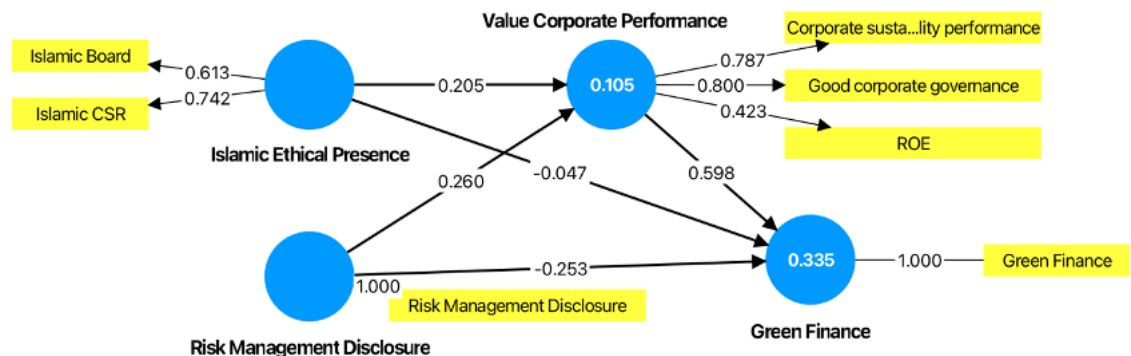 Value Corporate Performance
Corporate susta...lity performance
Islamic Board
0.613
0.787
0.205
0.105
0.800
Good corporate governance
0.742
Islamic CSR
0.423
ROE
Islamic Ethical Presence
0.260
-0.047
0.598
0.335
1.000
Green Finance
-0.253
1.000
Risk Management Disclosure
Green Finance
Risk Management Disclosure